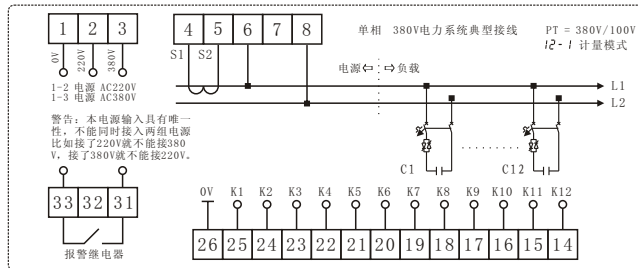 1 2 3
0V 220V 380V
1-2 电源 AC220V
1-3 电源 AC380V
警告：本电源输入具有唯一
性，不能同时接入两组电源
比如接了220V就不能接380
V，接了380V就不能接220V。
33 32 31
报警继电器
4 5 6 7 8
S1 S2
单相 380V电力系统典型接线 PT = 380V/100V
12-1 计量模式
电源⇦⇨负载
L1
L2
C1 C12
0V K1 K2 K3 K4 K5 K6 K7 K8 K9 K10 K11 K12
26 25 24 23 22 21 20 19 18 17 16 15 14